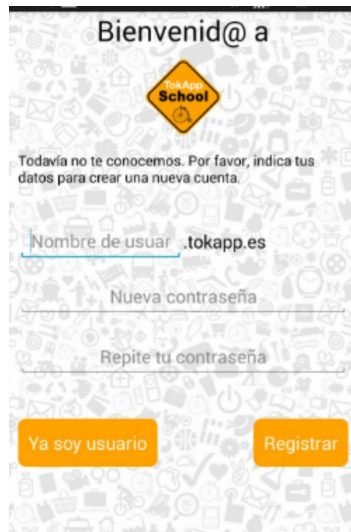 Bienvenid@ a
TokApp
School
Todavía no te conocemos. Por favor, indica tus
datos para crear una nueva cuenta.
Nombre de usuar .tokapp.es
Nueva contraseña
Repite tu contraseña
Ya soy usuario Registrar